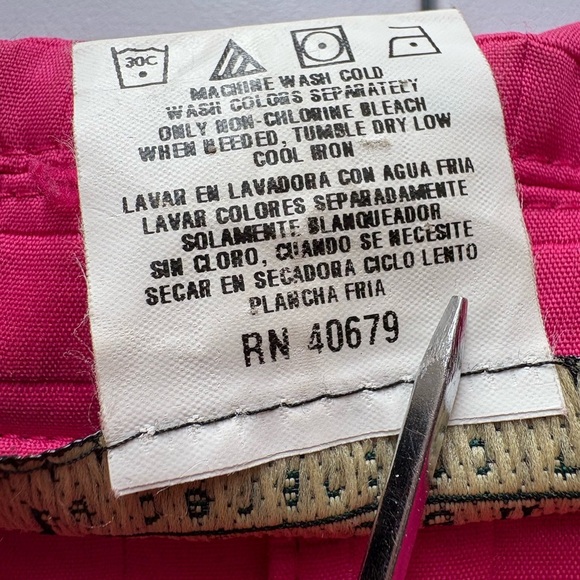 30C
MACHINE WASH COLD
WASH COLORS SEPARATELY
ONLY NON-CHLORINE BLEACH
WHEN NEEDED, TUMBLE DRY LOW
COOL IRON
LAVAR EN LAVADORA CON AGUA FRIA
LAVAR COLORES SEPARADAMENTE
SOLAMENTE BLANQUEADOR
SIN CLORO, CUANDO SE NECESITE
SECAR EN SECADORA CICLO LENTO
PLANCHA FRIA
RN 40679